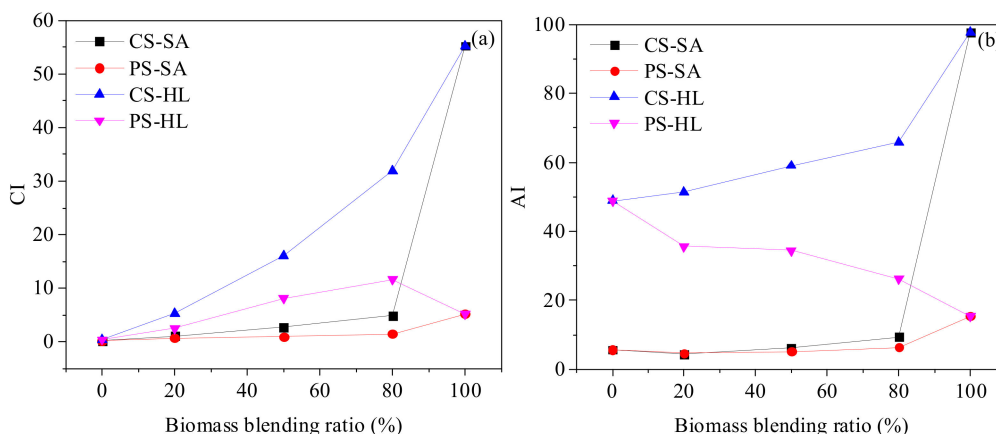 60
50
40
30
20
10
0
CI
CS-SA
PS-SA
CS-HL
PS-HL
(a)
0 20 40 60 80 100
Biomass blending ratio (%)
100
80
60
40
20
0
AI
CS-SA
PS-SA
CS-HL
PS-HL
(b)
0 20 40 60 80 100
Biomass blending ratio (%)